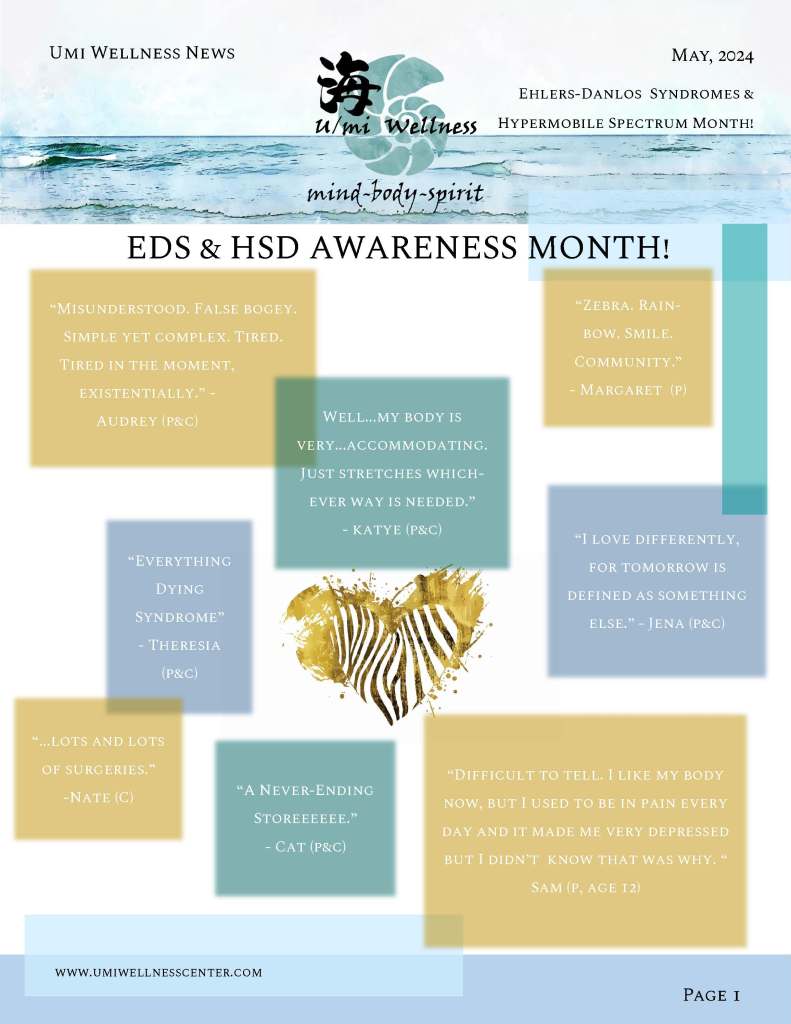 Umi Wellness News
May, 2024
海
U/mi Wellness
mind-body-spirit
Ehlers-Danlos Syndromes &
Hypermobile Spectrum Month!
EDS & HSD AWARENESS MONTH!
“Misunderstood. False bogey.
Simple yet complex. Tired.
Tired in the moment,
existentially.” -
Audrey (p&c)
“Zebra. Rain-
bow, Smile.
Community.”
- Margaret (p)
Well...my body is
very...accommodating.
Just stretches which-
ever way is needed.”
- katye (p&c)
“I love differently,
for tomorrow is
defined as something
else.” - Jena (p&c)
“Everything
Dying
Syndrome”
- Theresia
(p&c)
“...lots and lots
of surgeries.”
-Nate (C)
“A Never-Ending
Storeeeeee.”
- Cat (p&c)
“Difficult to tell. I like my body
now, but I used to be in pain every
day and it made me very depressed
but I didn’t know that was why. “
Sam (p, age 12)
www.umiwellnesscenter.com
Page 1